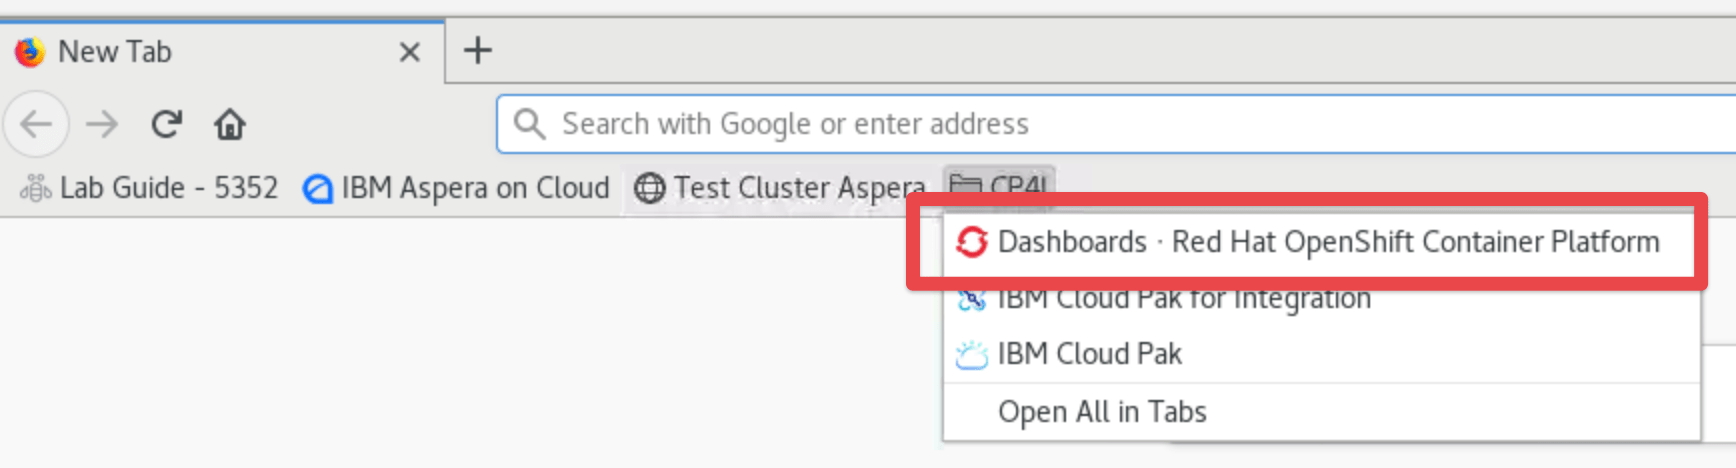 New Tab
Search with Google or enter address
Lab Guide - 5352 IBM Aspera on Cloud Test Cluster Aspera CP4I
Dashboards · Red Hat OpenShift Container Platform
IBM Cloud Pak for Integration
IBM Cloud Pak
Open All in Tabs